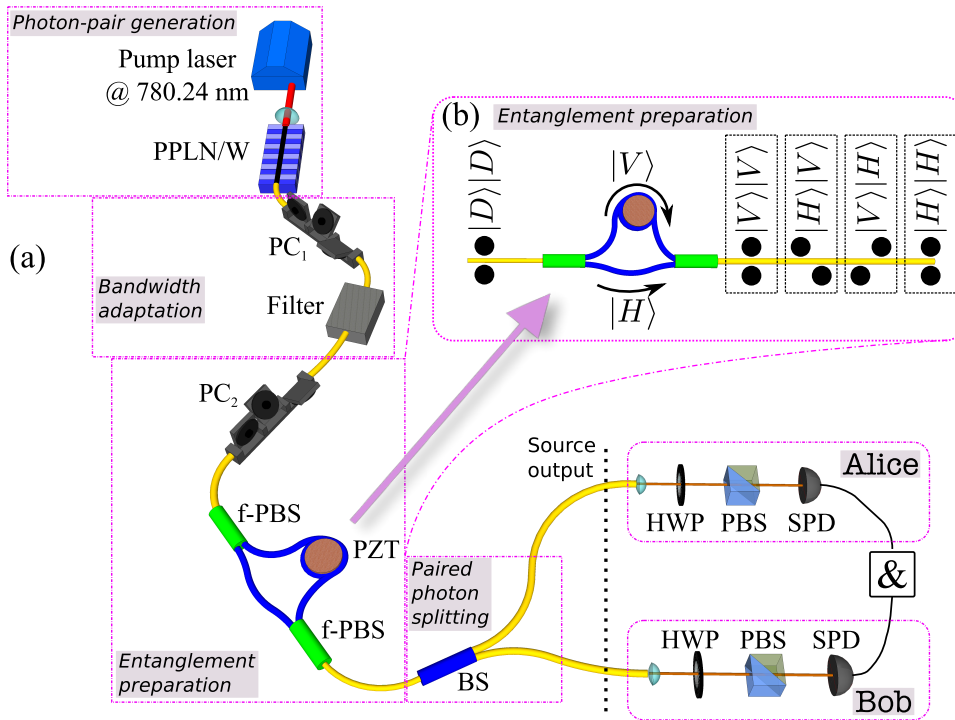 Photon-pair generation
Pump laser
@ 780.24 nm
PPLN/W
(a)
PC1
Bandwidth
adaptation
Filter
PC2
f-PBS
PZT
f-PBS
Entanglement
preparation
(b)
Entanglement preparation
|D⟩|D⟩
|V⟩
|H⟩
|V⟩|V⟩
|H⟩|V⟩
|V⟩|H⟩
|H⟩|H⟩
Paired
photon
splitting
BS
Source
output
Alice
HWP
PBS
SPD
&
HWP
PBS
SPD
Bob